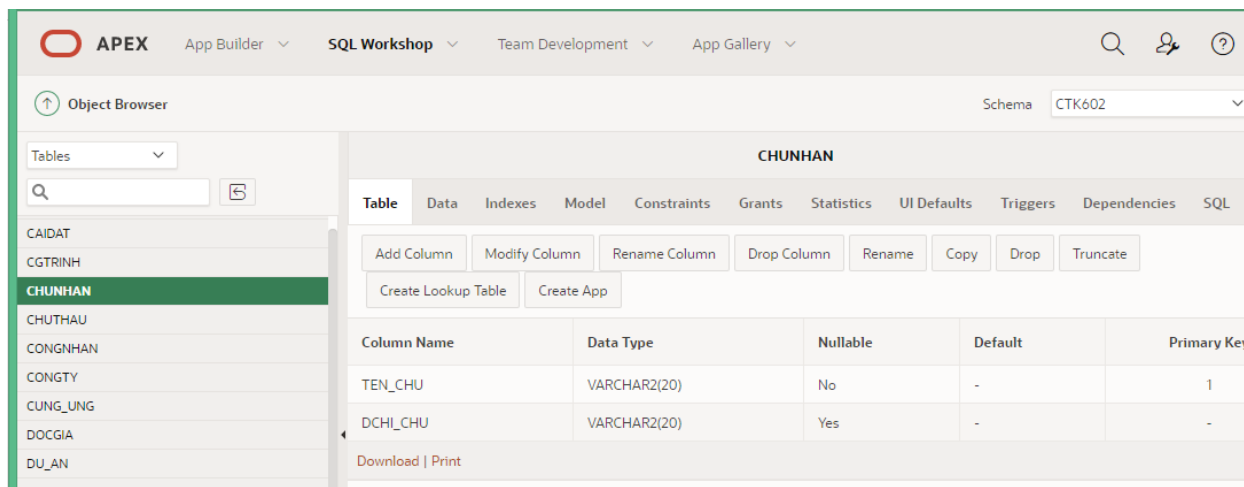 APEX App Builder SQL Workshop Team Development App Gallery
Object Browser Schema CTK602
Tables CHUNHAN
Table Data Indexes Model Constraints Grants Statistics UI Defaults Triggers Dependencies SQL
CAIDAT
CGTRINH
CHUNHAN
CHUTHAU
CONGNHAN
CONGTY
CUNG_UNG
DOCGIA
DU_AN
Add Column Modify Column Rename Column Drop Column Rename Copy Drop Truncate
Create Lookup Table Create App
Column Name Data Type Nullable Default Primary Key
TEN_CHU VARCHAR2(20) No - 1
DCHI_CHU VARCHAR2(20) Yes - -
Download | Print